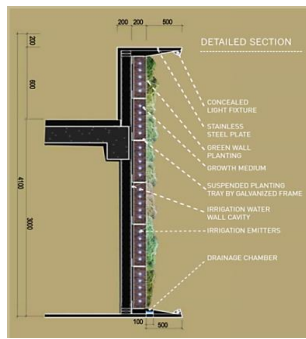 200 200 500
DETAILED SECTION
200
600
4100
3000
CONCEALED
LIGHT FIXTURE
STAINLESS
STEEL PLATE
GREEN WALL
PLANTING
GROWTH MEDIUM
SUSPENDED PLANTING
TRAY BY GALVANIZED FRAME
IRRIGATION WATER
WALL CAVITY
IRRIGATION EMITTERS
DRAINAGE CHAMBER
100
500